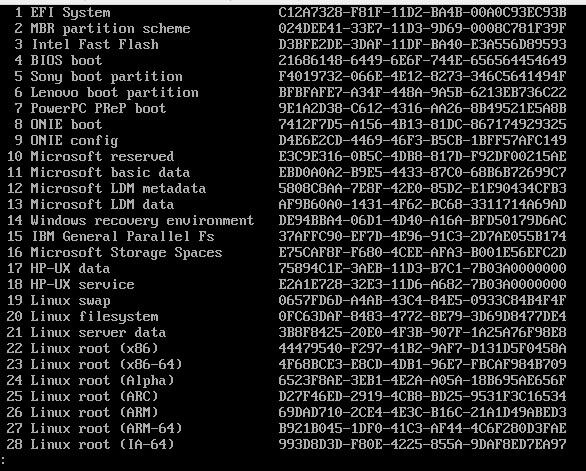 1 EFI System C12A7328-F81F-11D2-BA4B-00A0C93EC93B
2 MBR partition scheme 024DEE41-33E7-11D3-9D69-0008C781F39F
3 Intel Fast Flash D3BFE2DE-3DAF-11DF-BA40-E3A556D89593
4 BIOS boot 21686148-6449-6E6F-744E-656564454649
5 Sony boot partition F4019732-066E-4E12-8273-346C5641494F
6 Lenovo boot partition BFBFAFE7-A34F-448A-9A5B-6213EB736C22
7 PowerPC PReP boot 9E1A2D38-C612-4316-AA26-8B49521E5A8B
8 ONIE boot 7412F7D5-A156-4B13-81DC-867174929325
9 ONIE config D4E6E2CD-4469-46F3-B5CB-1BFF57AFC149
10 Microsoft reserved E3C9E316-0B5C-4DB8-817D-F92DF00215AE
11 Microsoft basic data EBD0A0A2-B9E5-4433-87C0-68B6B72699C7
12 Microsoft LDM metadata 5808C8AA-7E8F-42E0-85D2-E1E90434CFB3
13 Microsoft LDM data AF9B60A0-1431-4F62-BC68-3311714A69AD
14 Windows recovery environment DE94BBA4-06D1-4D40-A16A-BFD50179D6AC
15 IBM General Parallel Fs 37AFFC90-EF7D-4E96-91C3-2D7AE055B174
16 Microsoft Storage Spaces E75CAF8F-F680-4CEE-AFA3-B001E56EFC2D
17 HP-UX data 75894C1E-3AEB-11D3-B7C1-7B03A0000000
18 HP-UX service E2A1E728-32E3-11D6-A682-7B03A0000000
19 Linux swap 0657FD6D-A4AB-43C4-84E5-0933C84B4F4F
20 Linux filesystem 0FC63DAF-8483-4772-8E79-3D69D8477DE4
21 Linux server data 3B8F8425-20E0-4F3B-907F-1A25A76F98E8
22 Linux root (x86) 44479540-F297-41B2-9AF7-D131D5F0458A
23 Linux root (x86-64) 4F68BCE3-E8CD-4DB1-96E7-FBCAF984B709
24 Linux root (Alpha) 6523F8AE-3EB1-4E2A-A05A-18B695AE656F
25 Linux root (ARC) D27F46ED-2919-4CB8-BD25-9531F3C16534
26 Linux root (ARM) 69DAD710-2CE4-4E3C-B16C-21A1D49ABED3
27 Linux root (ARM-64) B921B045-1DF0-41C3-AF44-4C6F280D3FAE
28 Linux root (IA-64) 993D8D3D-F80E-4225-855A-9DAF8ED7EA97
: